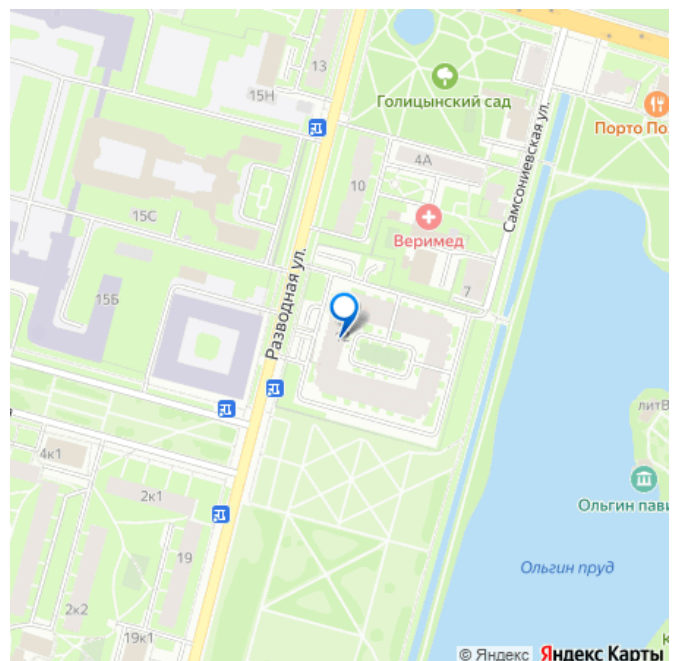 13
15Н
Голицынский сад
Порто По
4А
10
Самсониевская ул.
15С
Веримед
7
15Б
Разводная ул.
литВ
4к1
Ольгин пави
2к1
19
Ольгин пруд
2к2
19к1
© Яндекс Яндекс Карты